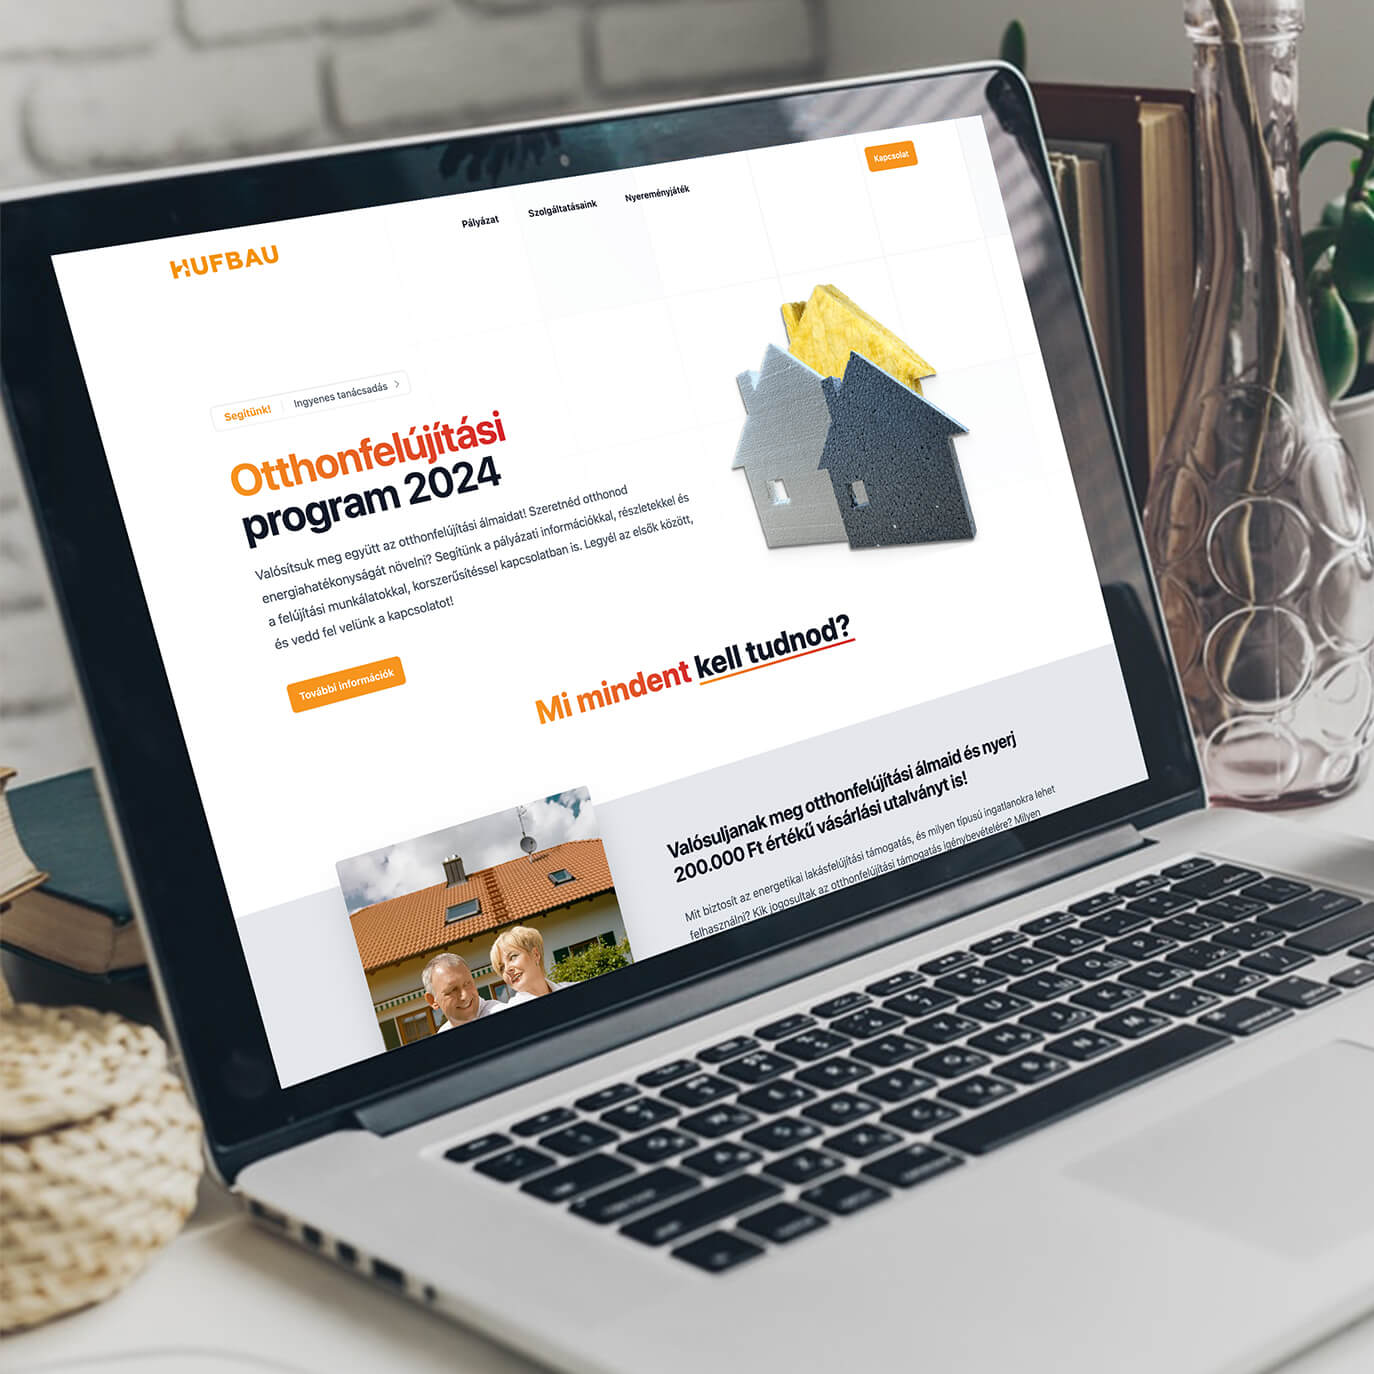 Pályázat
Szolgáltatásaink
Nyereményjáték
Kapcsolat
HUFBAU
Segítünk!
Ingyenes tanácsadás
Otthonfelújítási
program 2024
Valósítsuk meg együtt az otthonfelújítási álmaidat! Szeretnéd otthonod
energiahatékonyságát növelni? Segítünk a pályázati információkkal, részletekkel és
a felújítási munkálatokkal, korszerűsítéssel kapcsolatban is. Legyél az elsők között,
és vedd fel velünk a kapcsolatot!
További információk
Mi mindent kell tudnod?
Valósuljanak meg otthonfelújítási álmaid és nyerj
200.000 Ft értékű vásárlási utalványt is!
Mit biztosít az energetikai lakásfelújítási támogatás, és milyen típusú ingatlanokra lehet
felhasználni? Kik jogosultak az otthonfelújítási támogatás igénybevételére? Milyen